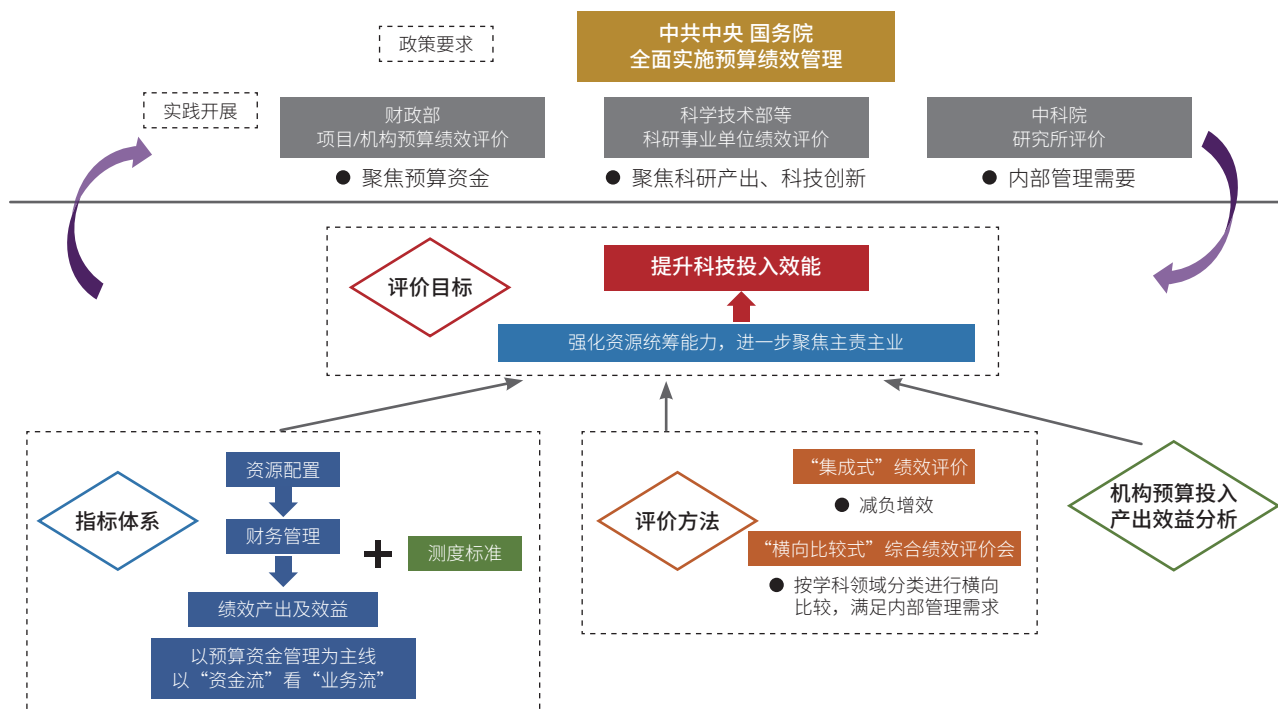 政策要求
中共中央 国务院
全面实施预算绩效管理
实践开展
财政部
项目/机构预算绩效评价
科学技术部等
科研事业单位绩效评价
中科院
研究所评价
● 聚焦预算资金
● 聚焦科研产出、科技创新
● 内部管理需要
评价目标
提升科技投入效能
强化资源统筹能力，进一步聚焦主责主业
指标体系
资源配置
财务管理
绩效产出及效益
+
测度标准
以预算资金管理为主线
以“资金流”看“业务流”
评价方法
“集成式”绩效评价
● 减负增效
“横向比较式”综合绩效评价会
● 按学科领域分类进行横向
比较，满足内部管理需求
机构预算投入
产出效益分析